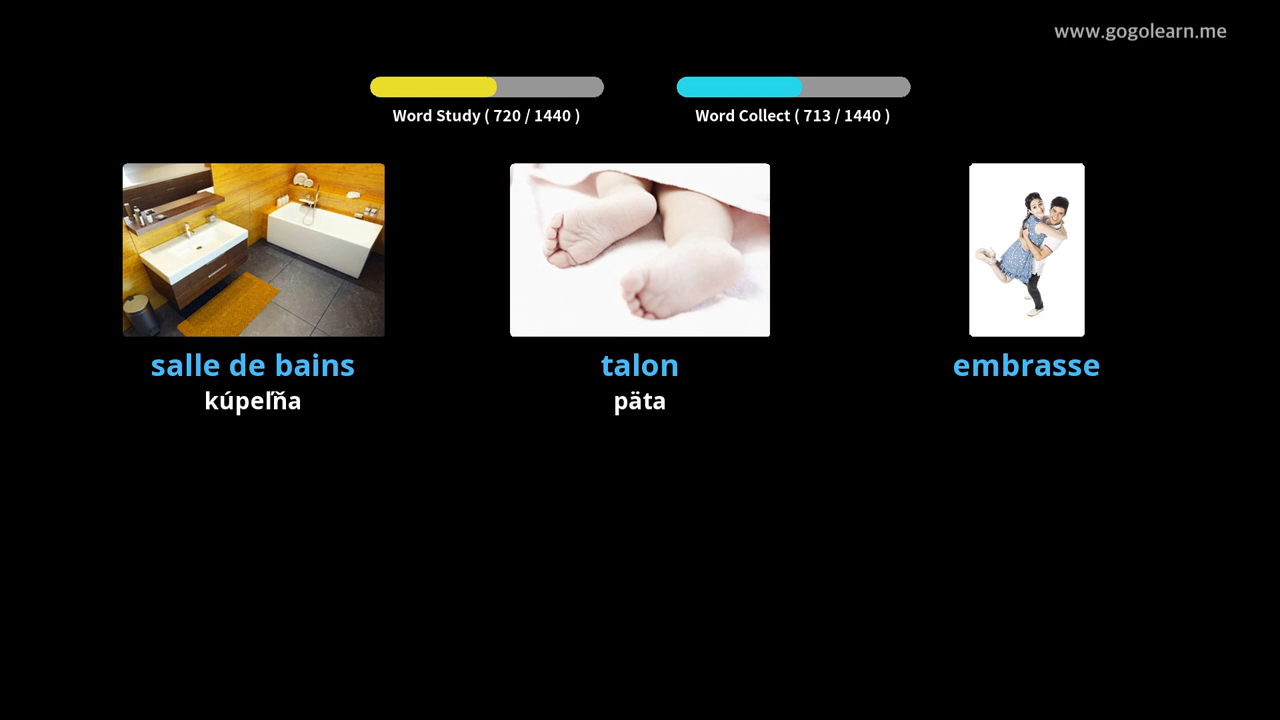 www.gogolearn.me
Word Study ( 720 / 1440 )
Word Collect ( 713 / 1440 )
salle de bains
kúpeľňa
talon
päta
embrasse